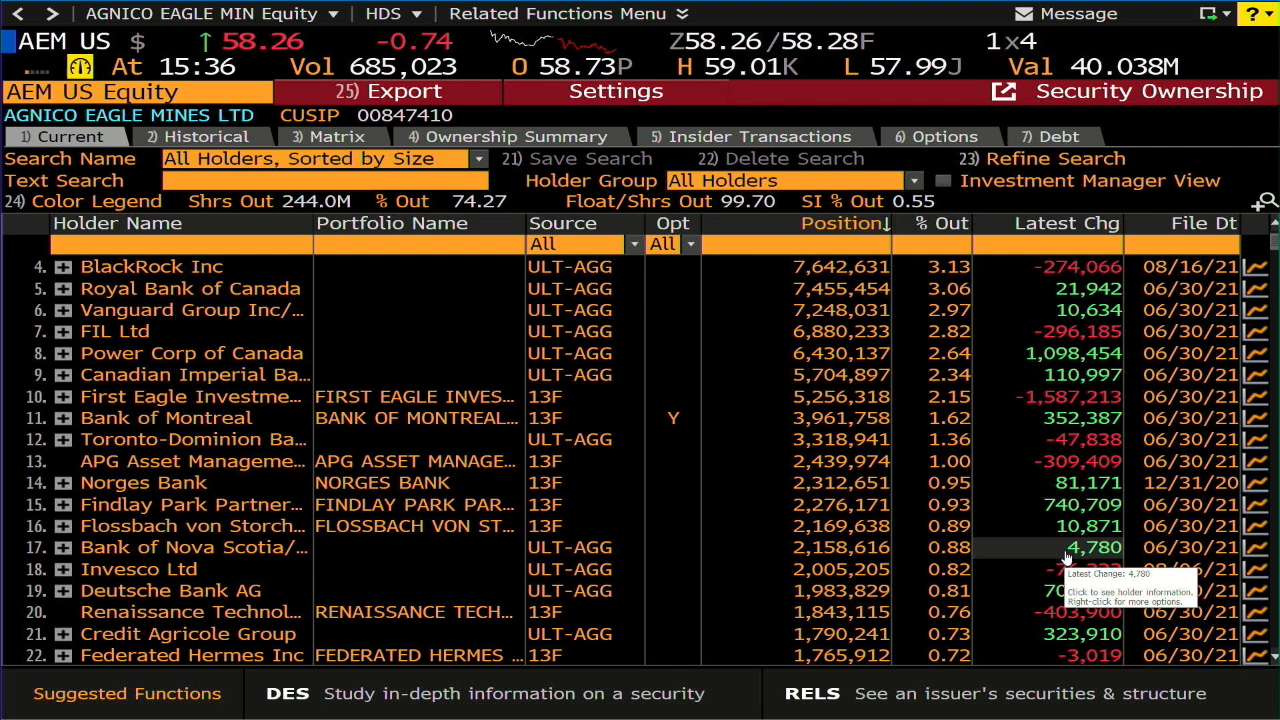 AGNICO EAGLE MIN Equity HDS Related Functions Menu Message ?
AEM US $ ↑ 58.26 -0.74 Z58.26/58.28F 1x4
At 15:36 Vol 685,023 O 58.73P H 59.01K L 57.99J Val 40.038M
AEM US Equity 25) Export Settings Security Ownership
AGNICO EAGLE MINES LTD CUSIP 00847410
1) Current 2) Historical 3) Matrix 4) Ownership Summary 5) Insider Transactions 6) Options 7) Debt
Search Name All Holders, Sorted by Size 21) Save Search 22) Delete Search 23) Refine Search
Text Search Holder Group All Holders Investment Manager View
24) Color Legend Shrs Out 244.0M % Out 74.27 Float/Shrs Out 99.70 SI % Out 0.55
Holder Name Portfolio Name Source Opt Position↓ % Out Latest Chg File Dt
All All
4. BlackRock Inc ULT-AGG 7,642,631 3.13 -274,066 08/16/21
5. Royal Bank of Canada ULT-AGG 7,455,454 3.06 21,942 06/30/21
6. Vanguard Group Inc/... ULT-AGG 7,248,031 2.97 10,634 06/30/21
7. FIL Ltd ULT-AGG 6,880,233 2.82 -296,185 06/30/21
8. Power Corp of Canada ULT-AGG 6,430,137 2.64 1,098,454 06/30/21
9. Canadian Imperial Ba... ULT-AGG 5,704,897 2.34 110,997 06/30/21
10. First Eagle Investme... FIRST EAGLE INVES... 13F 5,256,318 2.15 -1,587,213 06/30/21
11. Bank of Montreal BANK OF MONTREAL... 13F Y 3,961,758 1.62 352,387 06/30/21
12. Toronto-Dominion Ba... ULT-AGG 3,318,941 1.36 -47,838 06/30/21
13. APG Asset Manageme... APG ASSET MANAGE... 13F 2,439,974 1.00 -309,409 06/30/21
14. Norges Bank NORGES BANK 13F 2,312,651 0.95 81,171 12/31/20
15. Findlay Park Partner... FINDLAY PARK PAR... 13F 2,276,171 0.93 740,709 06/30/21
16. Flossbach von Storch... FLOSSBACH VON ST... 13F 2,169,638 0.89 10,871 06/30/21
17. Bank of Nova Scotia/... ULT-AGG 2,158,616 0.88 4,780 06/30/21
18. Invesco Ltd ULT-AGG 2,005,205 0.82
Latest Change: 4,780
Click to see holder information.
Right-click for more options.
19. Deutsche Bank AG ULT-AGG 1,983,829 0.81 06/30/21
20. Renaissance Technol... RENAISSANCE TECH... 13F 1,843,115 0.76 -403,900 06/30/21
21. Credit Agricole Group ULT-AGG 1,790,241 0.73 323,910 06/30/21
22. Federated Hermes Inc FEDERATED HERMES ... 13F 1,765,912 0.72 -3,019 06/30/21
Suggested Functions DES Study in-depth information on a security RELS See an issuer's securities & structure